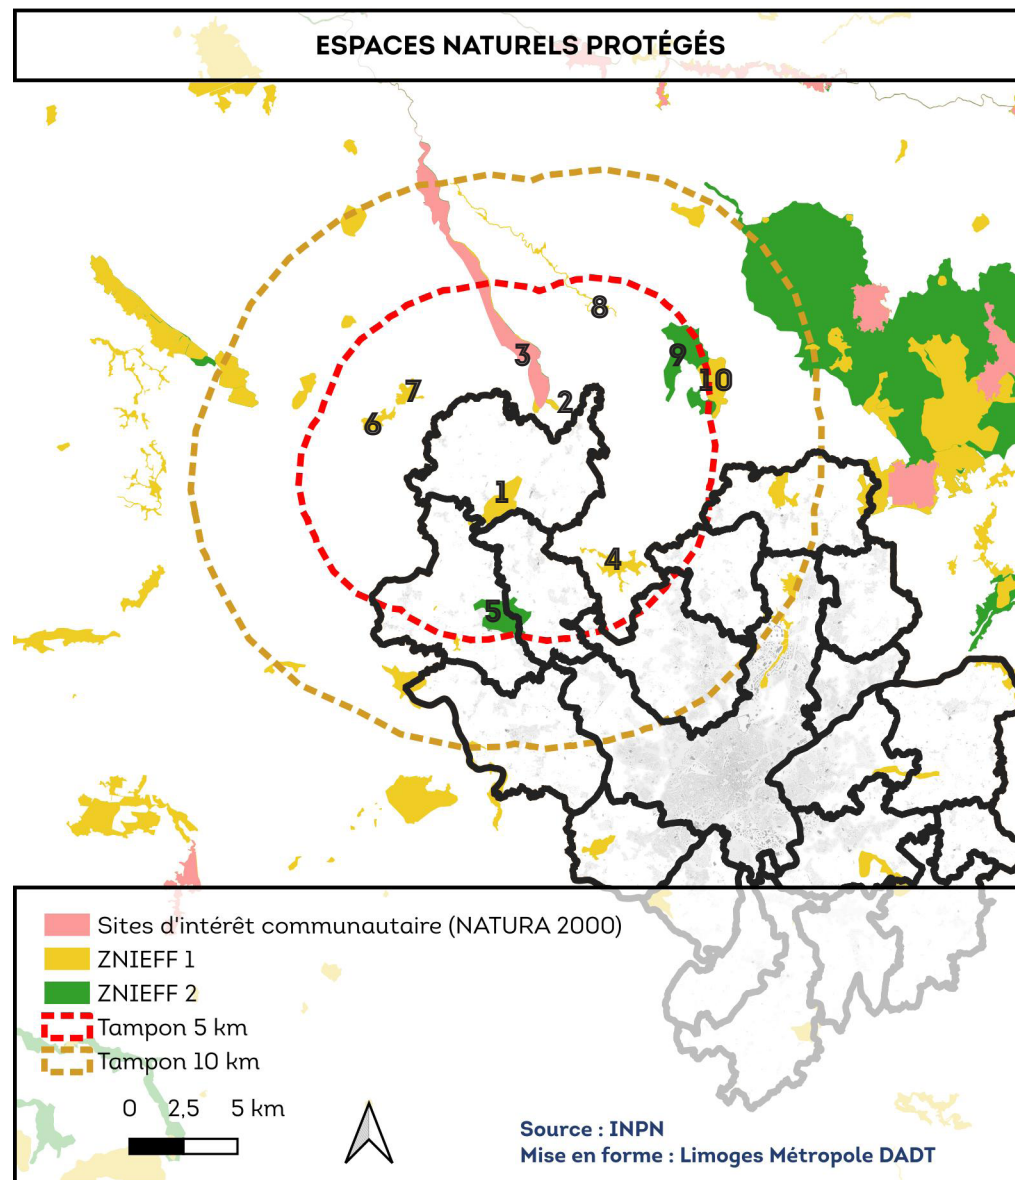 ESPACES NATURELS PROTÉGÉS
8
3
9
10
7
2
6
1
4
5
Sites d'intérêt communautaire (NATURA 2000)
ZNIEFF 1
ZNIEFF 2
Tampon 5 km
Tampon 10 km
0 2,5 5 km
Source : INPN
Mise en forme : Limoges Métropole DADT